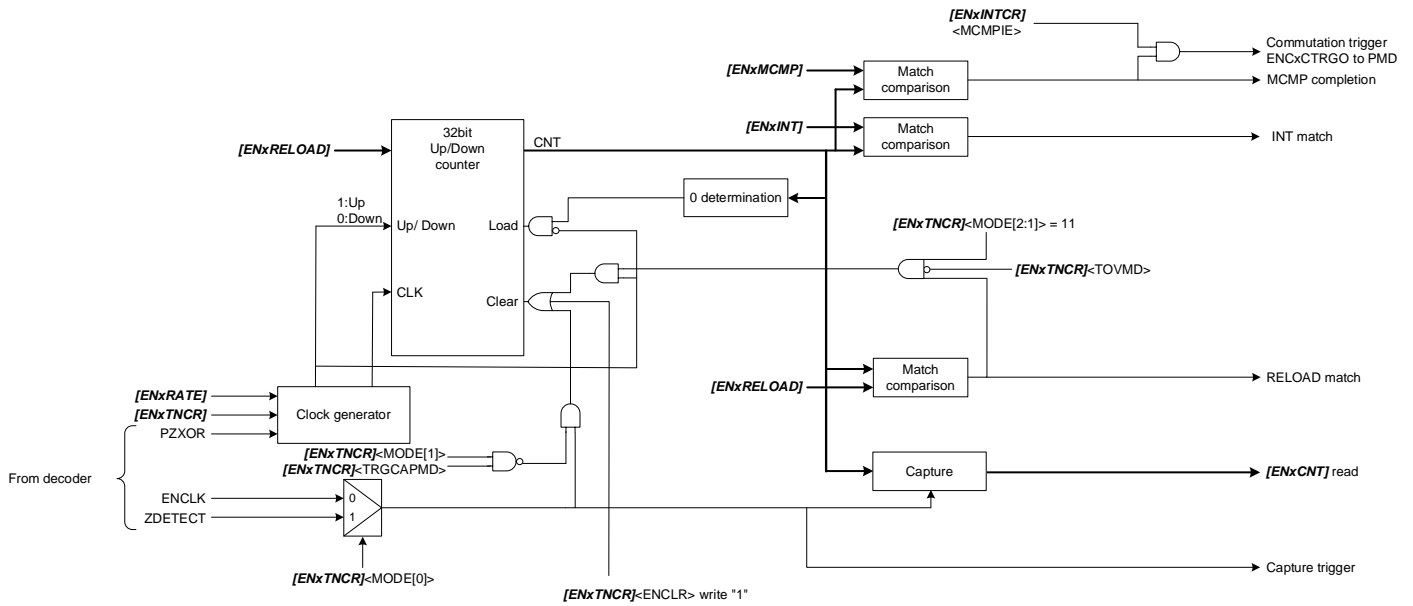 [ENxINTCR]
<MCMPIE>
Commutation trigger
ENCxCTRGO to PMD
[ENxMCMP]
Match
comparison
MCMP completion
32bit
Up/Down
counter
CNT
[ENxINT]
Match
comparison
INT match
[ENxRELOAD]
1:Up
0:Down
Up/ Down
Load
0 determination
[ENxTNCR]<MODE[2:1]> = 11
[ENxTNCR]<TOVMD>
CLK
Clear
[ENxRELOAD]
Match
comparison
RELOAD match
[ENxRATE]
[ENxTNCR]
PZXOR
Clock generator
[ENxTNCR]<MODE[1]>
[ENxTNCR]<TRGCAPMD>
From decoder
ENCLK
ZDETECT
0
1
Capture
[ENxCNT] read
[ENxTNCR]<MODE[0]>
[ENxTNCR]<ENCLR> write "1"
Capture trigger